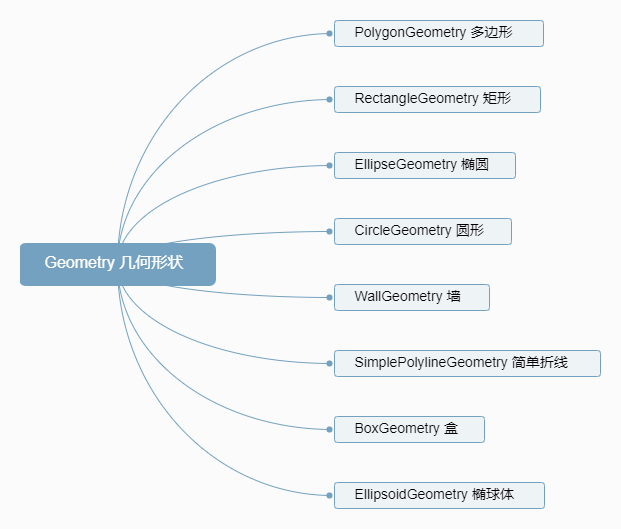 PolygonGeometry 多边形
RectangleGeometry 矩形
EllipseGeometry 椭圆
CircleGeometry 圆形
Geometry 几何形状
WallGeometry 墙
SimplePolylineGeometry 简单折线
BoxGeometry 盒
EllipsoidGeometry 椭球体